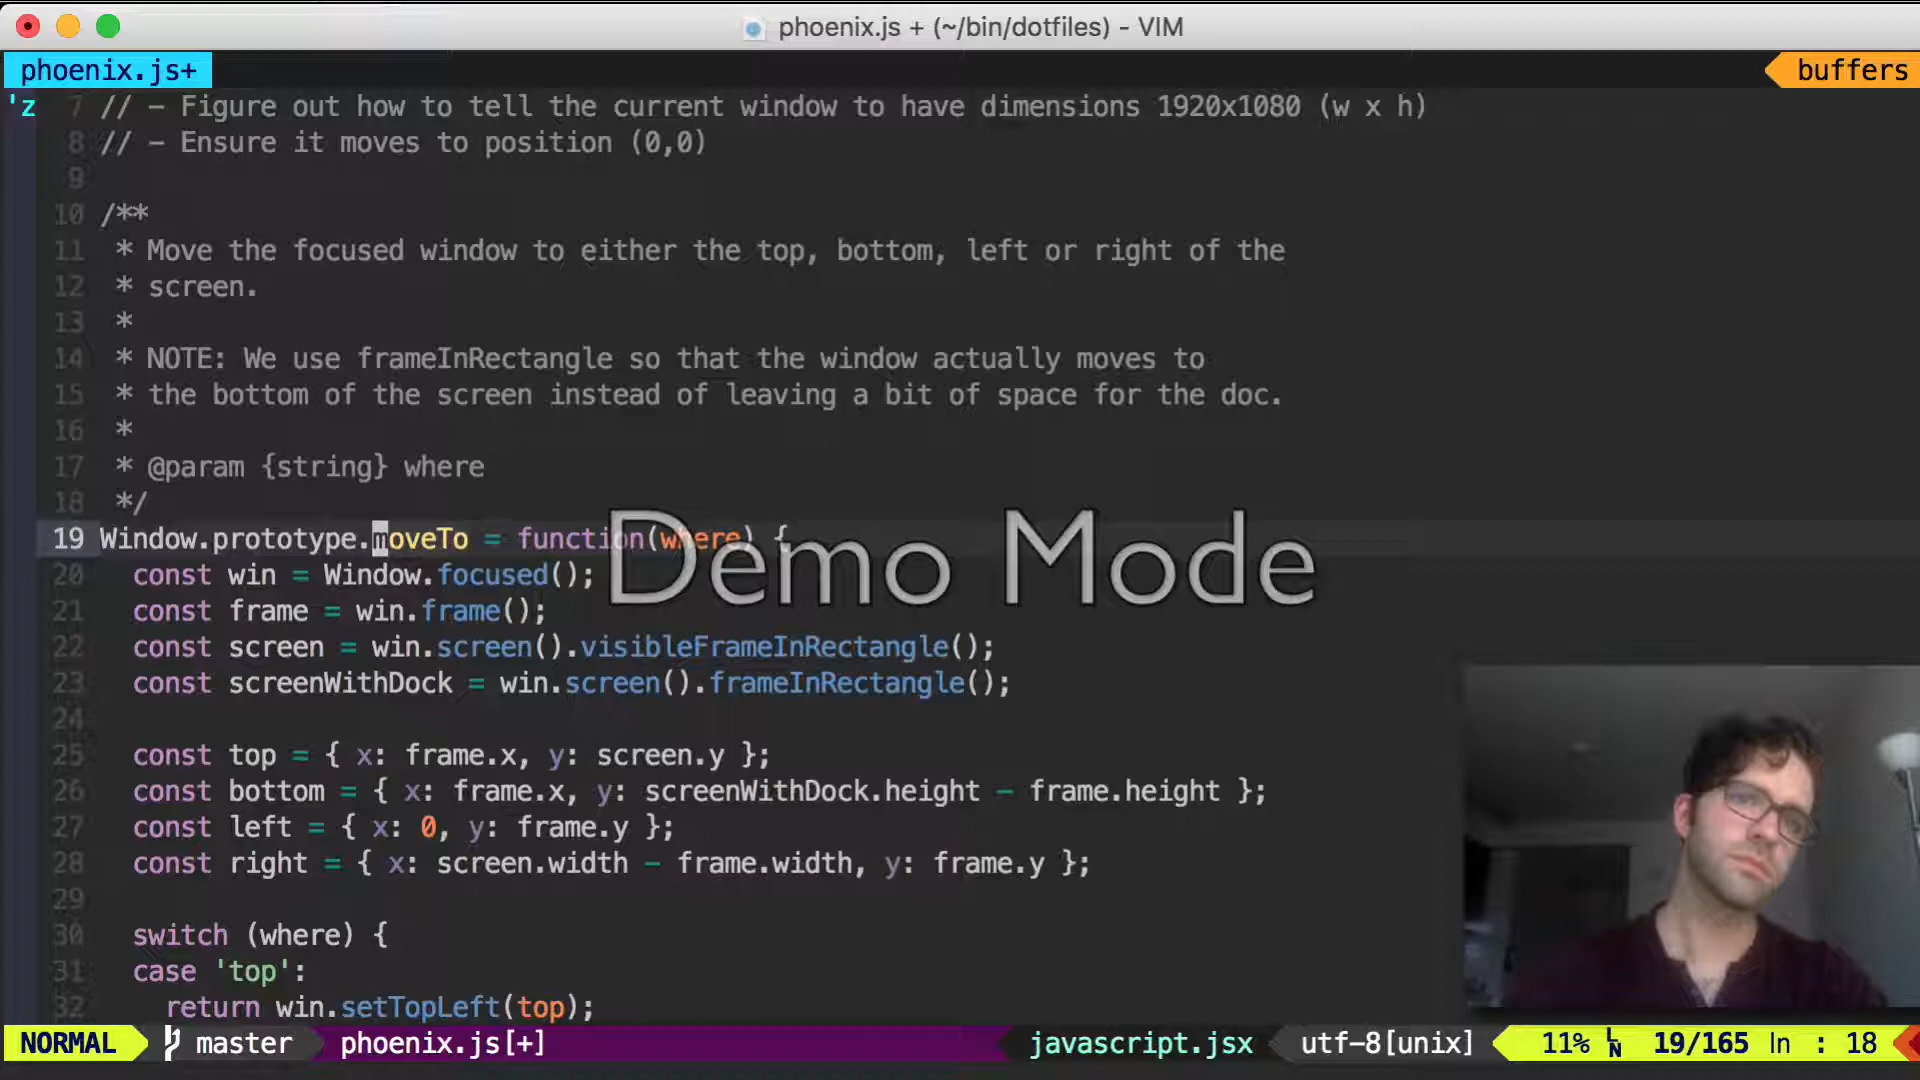 phoenix.js + (~/bin/dotfiles) - VIM
phoenix.js+ buffers
'z 7 // - Figure out how to tell the current window to have dimensions 1920x1080 (w x h)
8 // - Ensure it moves to position (0,0)
9
10 /**
11 * Move the focused window to either the top, bottom, left or right of the
12 * screen.
13 *
14 * NOTE: We use frameInRectangle so that the window actually moves to
15 * the bottom of the screen instead of leaving a bit of space for the doc.
16 *
17 * @param {string} where
18 */
19 Window.prototype.moveTo = function(where) {
Demo Mode
20 const win = Window.focused();
21 const frame = win.frame();
22 const screen = win.screen().visibleFrameInRectangle();
23 const screenWithDock = win.screen().frameInRectangle();
24
25 const top = { x: frame.x, y: screen.y };
26 const bottom = { x: frame.x, y: screenWithDock.height - frame.height };
27 const left = { x: 0, y: frame.y };
28 const right = { x: screen.width - frame.width, y: frame.y };
29
30 switch (where) {
31 case 'top':
32 return win.setTopLeft(top);
NORMAL master phoenix.js[+] javascript.jsx utf-8[unix] 11% LN 19/165 ln : 18